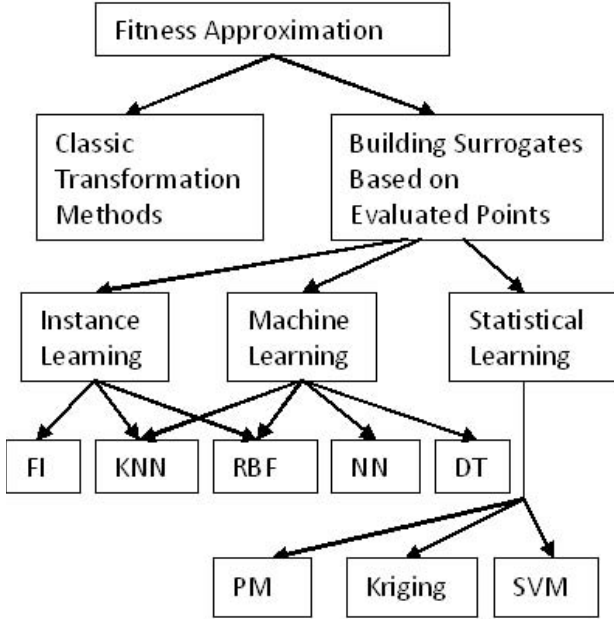 Fitness Approximation
Classic
Transformation
Methods
Building Surrogates
Based on
Evaluated Points
Instance
Learning
Machine
Learning
Statistical
Learning
FI
KNN
RBF
NN
DT
PM
Kriging
SVM